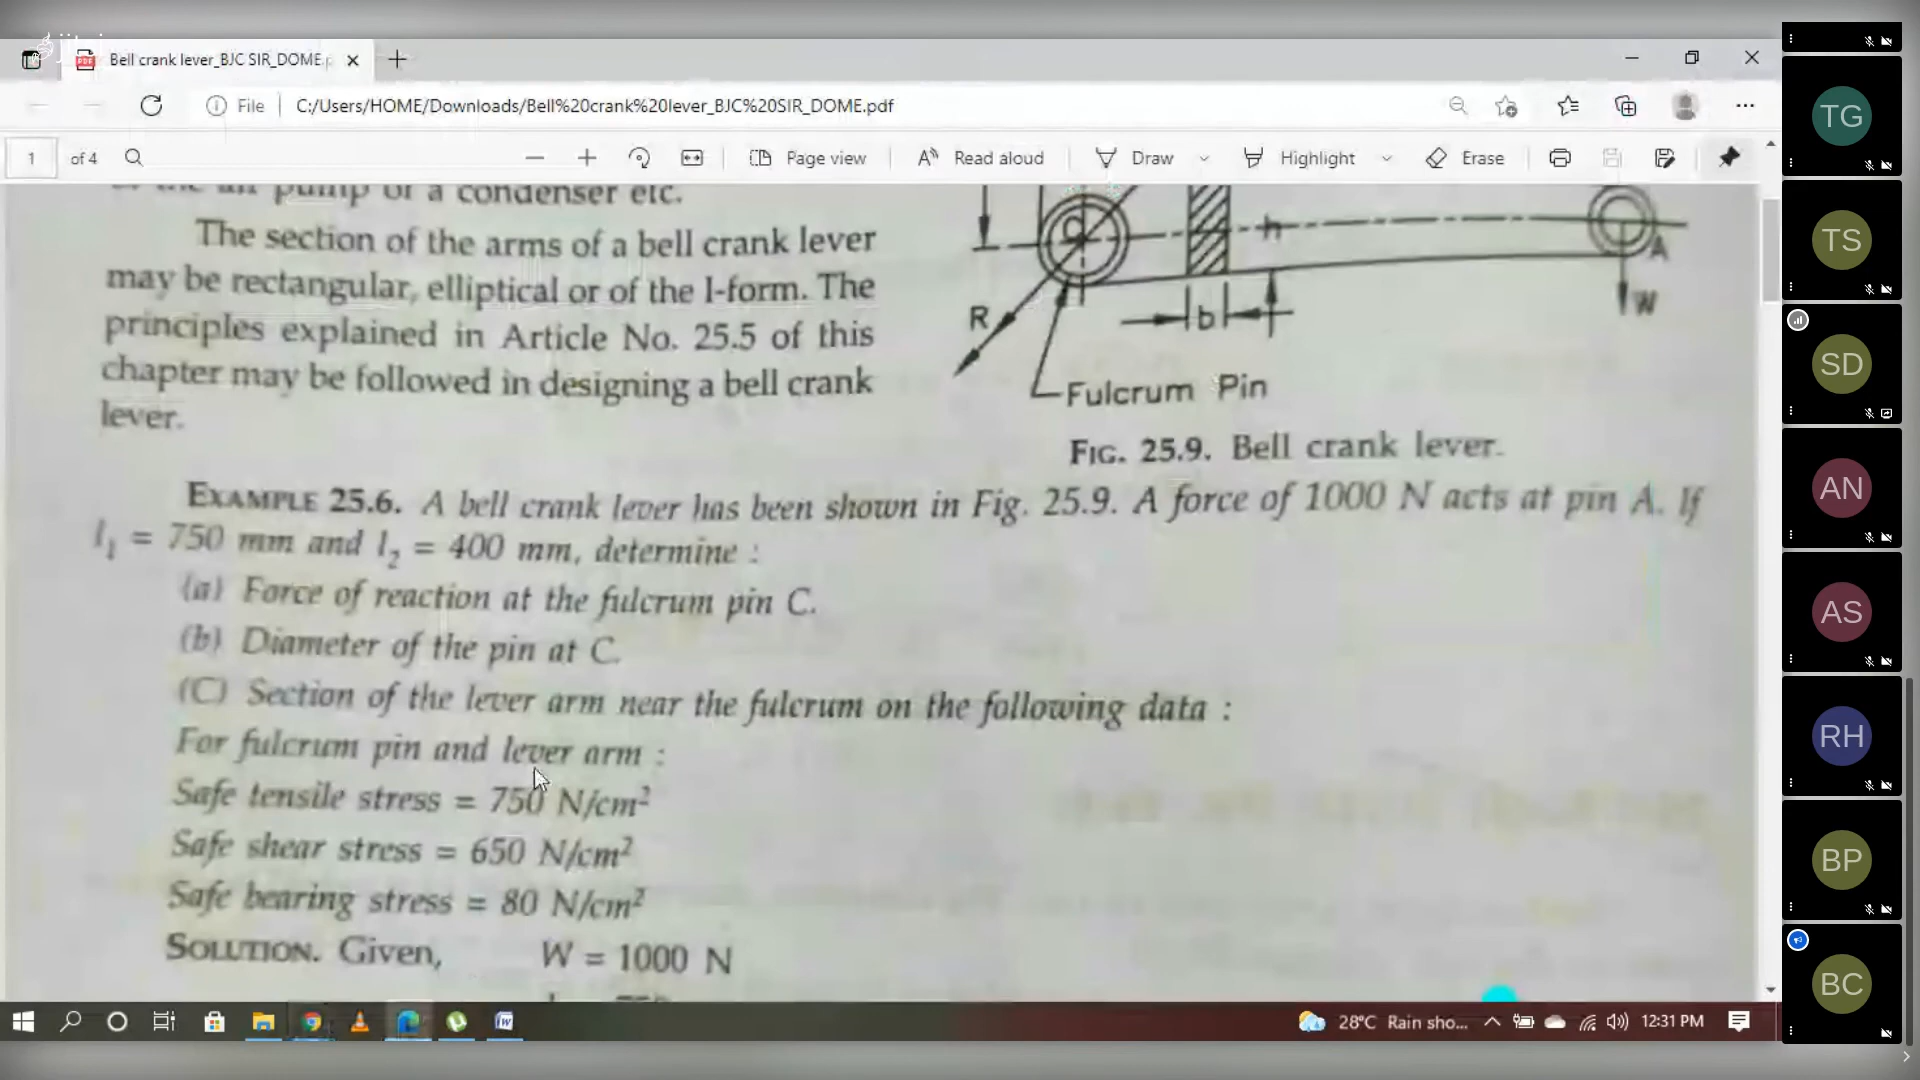 jitsi
Bell crank lever_BJC SIR_DOME.p
File
C:/Users/HOME/Downloads/Bell%20crank%20lever_BJC%20SIR_DOME.pdf
1 of 4
Page view
Read aloud
Draw
Highlight
Erase
pump of a condenser etc.
The section of the arms of a bell crank lever
may be rectangular, elliptical or of the I-form. The
principles explained in Article No. 25.5 of this
chapter may be followed in designing a bell crank
lever.
C
h
A
R
b
W
Fulcrum Pin
FIG. 25.9. Bell crank lever.
EXAMPLE 25.6. A bell crank lever has been shown in Fig. 25.9. A force of 1000 N acts at pin A. If
l₁ = 750 mm and l₂ = 400 mm, determine :
(a) Force of reaction at the fulcrum pin C.
(b) Diameter of the pin at C.
(C) Section of the lever arm near the fulcrum on the following data :
For fulcrum pin and lever arm :
Safe tensile stress = 750 N/cm²
Safe shear stress = 650 N/cm²
Safe bearing stress = 80 N/cm²
SOLUTION. Given, W = 1000 N
28°C Rain sho...
12:31 PM
TG
TS
SD
AN
AS
RH
BP
BC